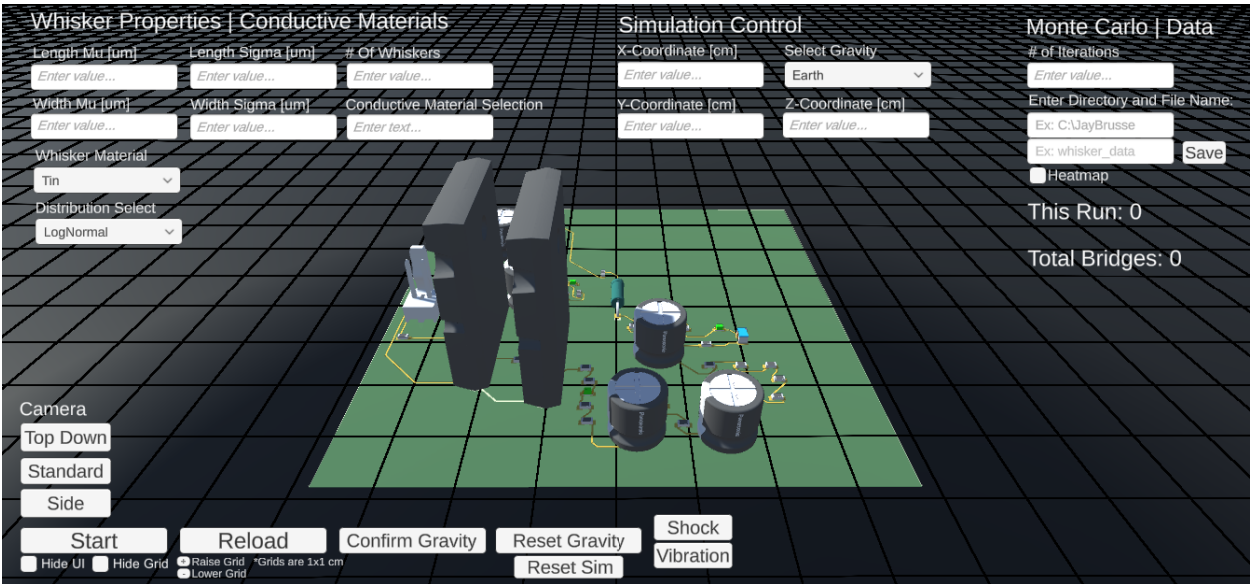 Whisker Properties | Conductive Materials
Length Mu [um] Length Sigma [um] # Of Whiskers
Enter value... Enter value... Enter value...
Width Mu [um] Width Sigma [um] Conductive Material Selection
Enter value... Enter value... Enter text...
Whisker Material
Tin
Distribution Select
LogNormal
Simulation Control
X-Coordinate [cm] Select Gravity
Enter value... Earth
Y-Coordinate [cm] Z-Coordinate [cm]
Enter value... Enter value...
Monte Carlo | Data
# of Iterations
Enter value...
Enter Directory and File Name:
Ex: C:\JayBrusse
Ex: whisker_data Save
Heatmap
This Run: 0
Total Bridges: 0
Panasonic
Camera
Top Down
Standard
Side
Start Reload Confirm Gravity Reset Gravity Shock
Hide UI Hide Grid + Raise Grid *Grids are 1x1 cm Reset Sim Vibration
- Lower Grid